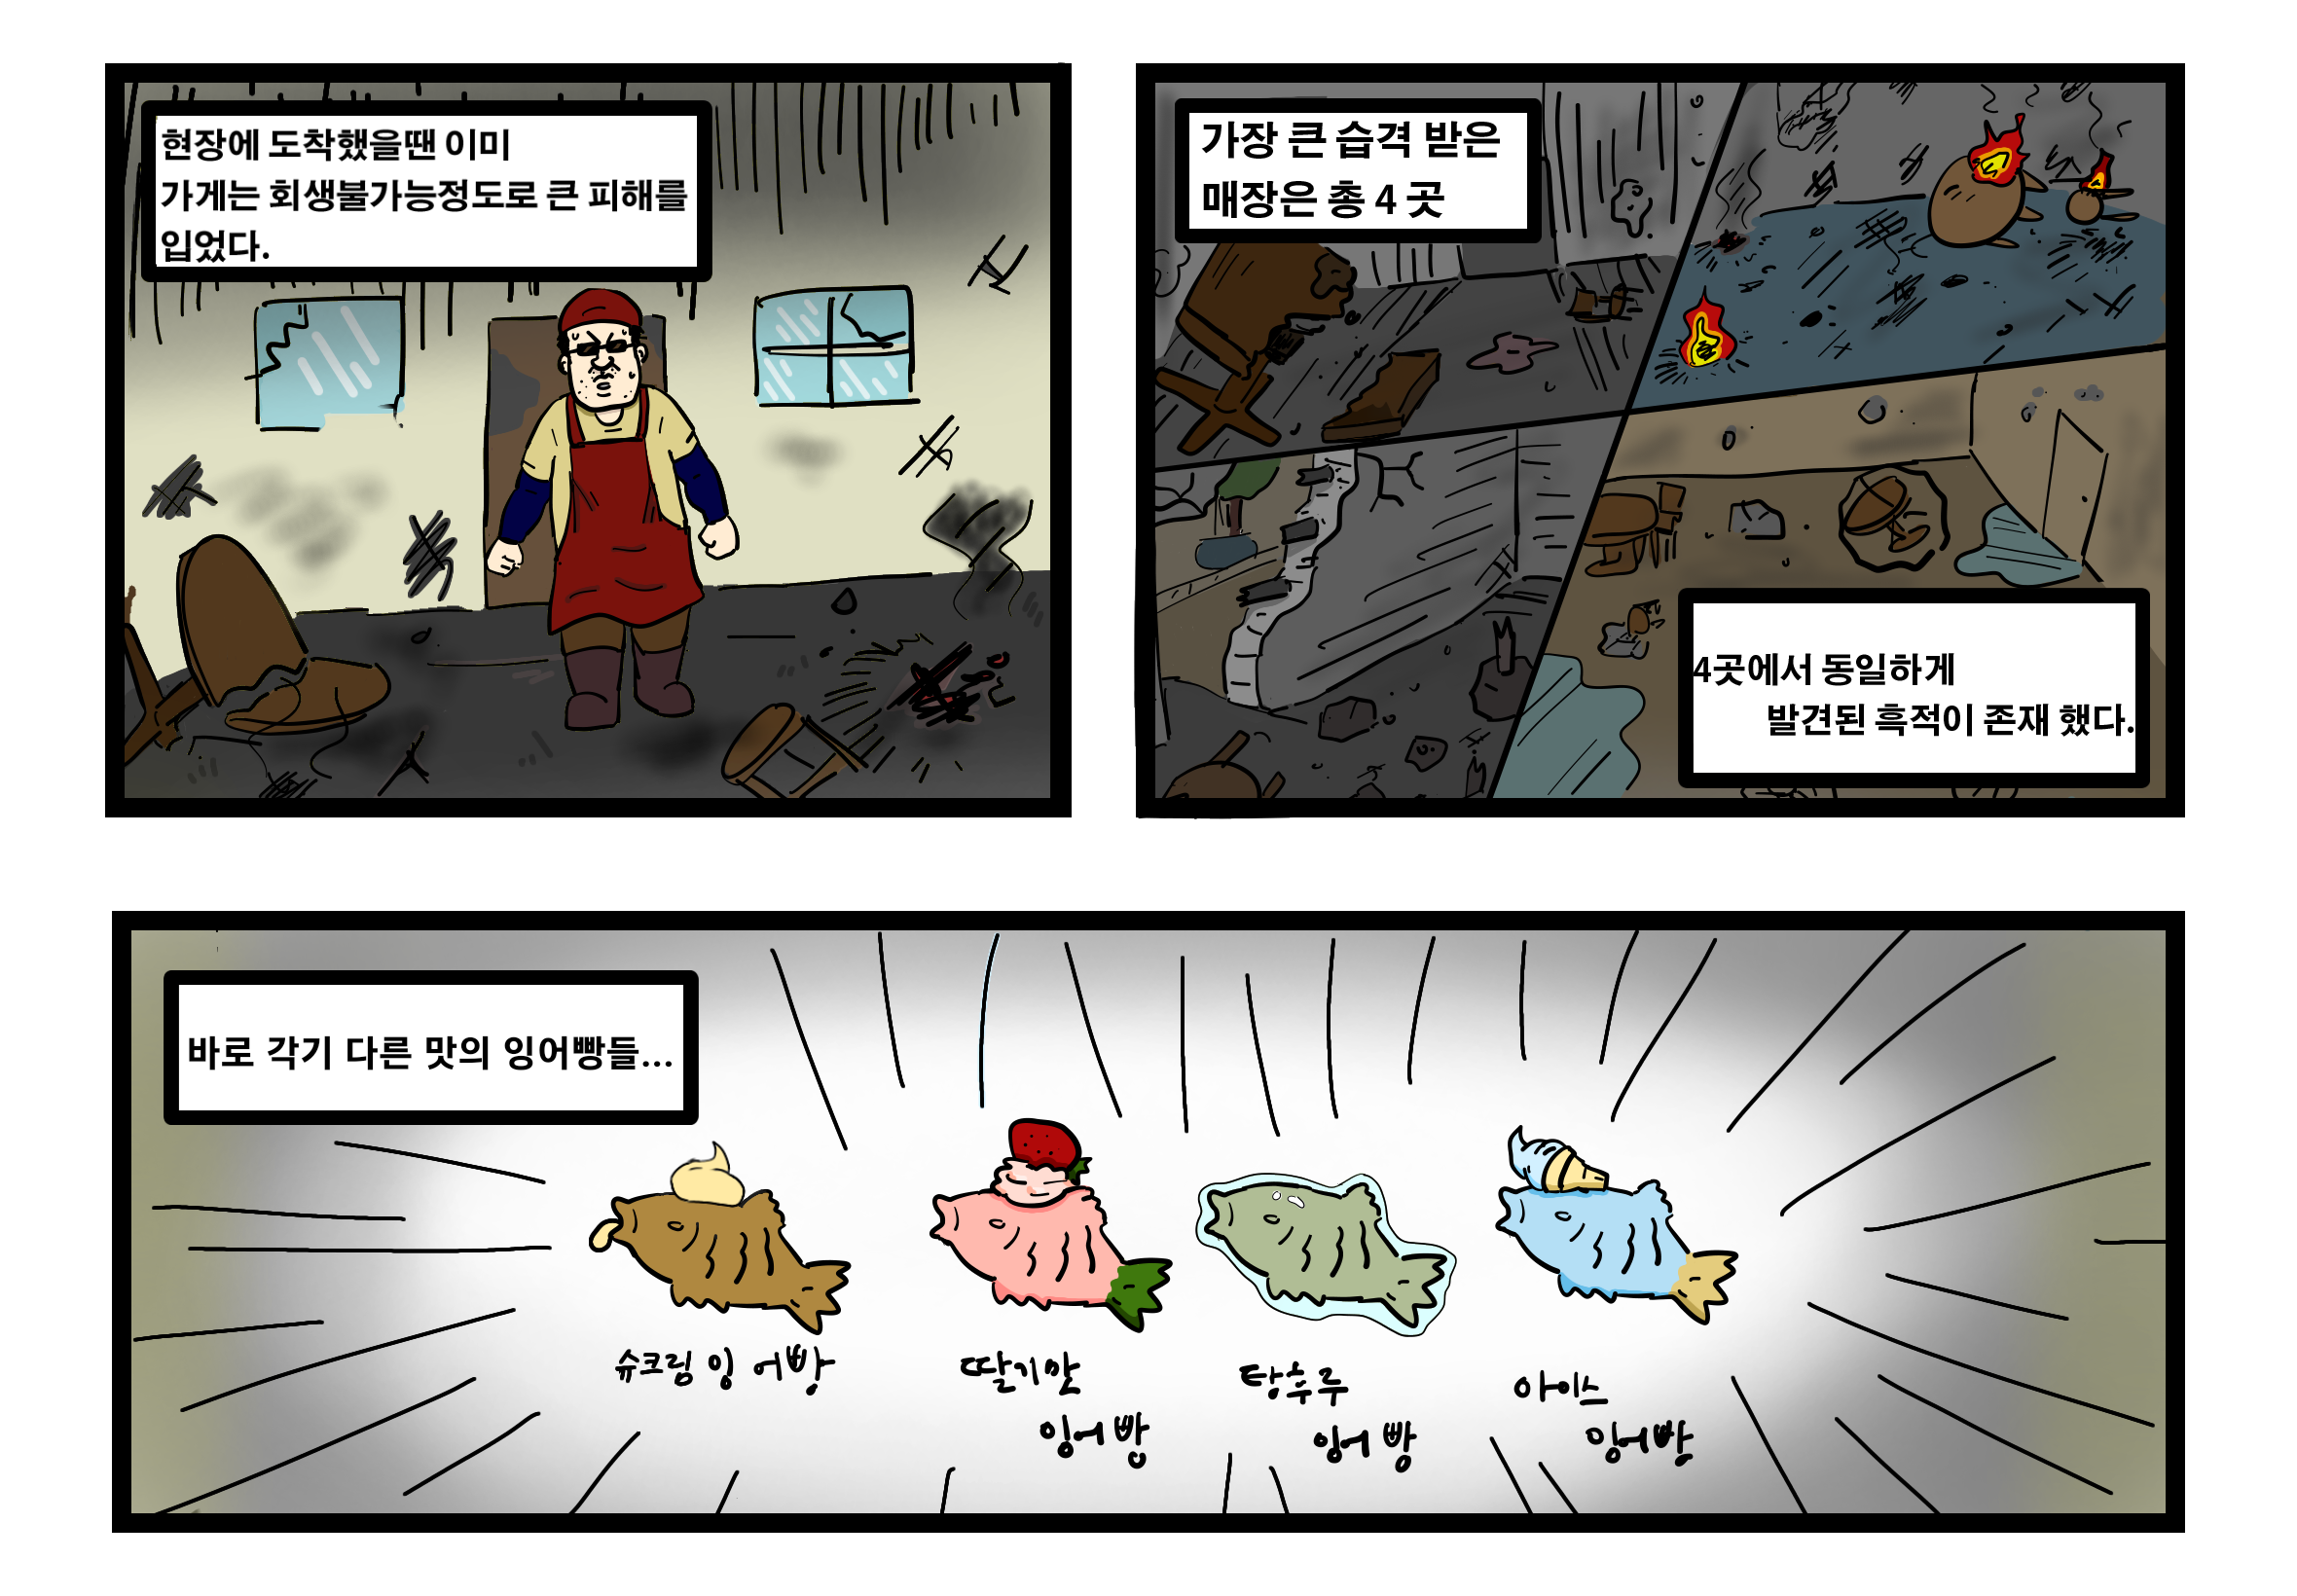 현장에 도착했을땐 이미
가게는 회생불가능정도로 큰 피해를
입었다.
가장 큰 습격 받은
매장은 총 4 곳
4곳에서 동일하게
발견된 흑적이 존재 했다.
바로 각기 다른 맛의 잉어빵들...
슈크림 잉어빵
딸기맛
잉어빵
탕후루
잉어빵
아이스
잉어빵